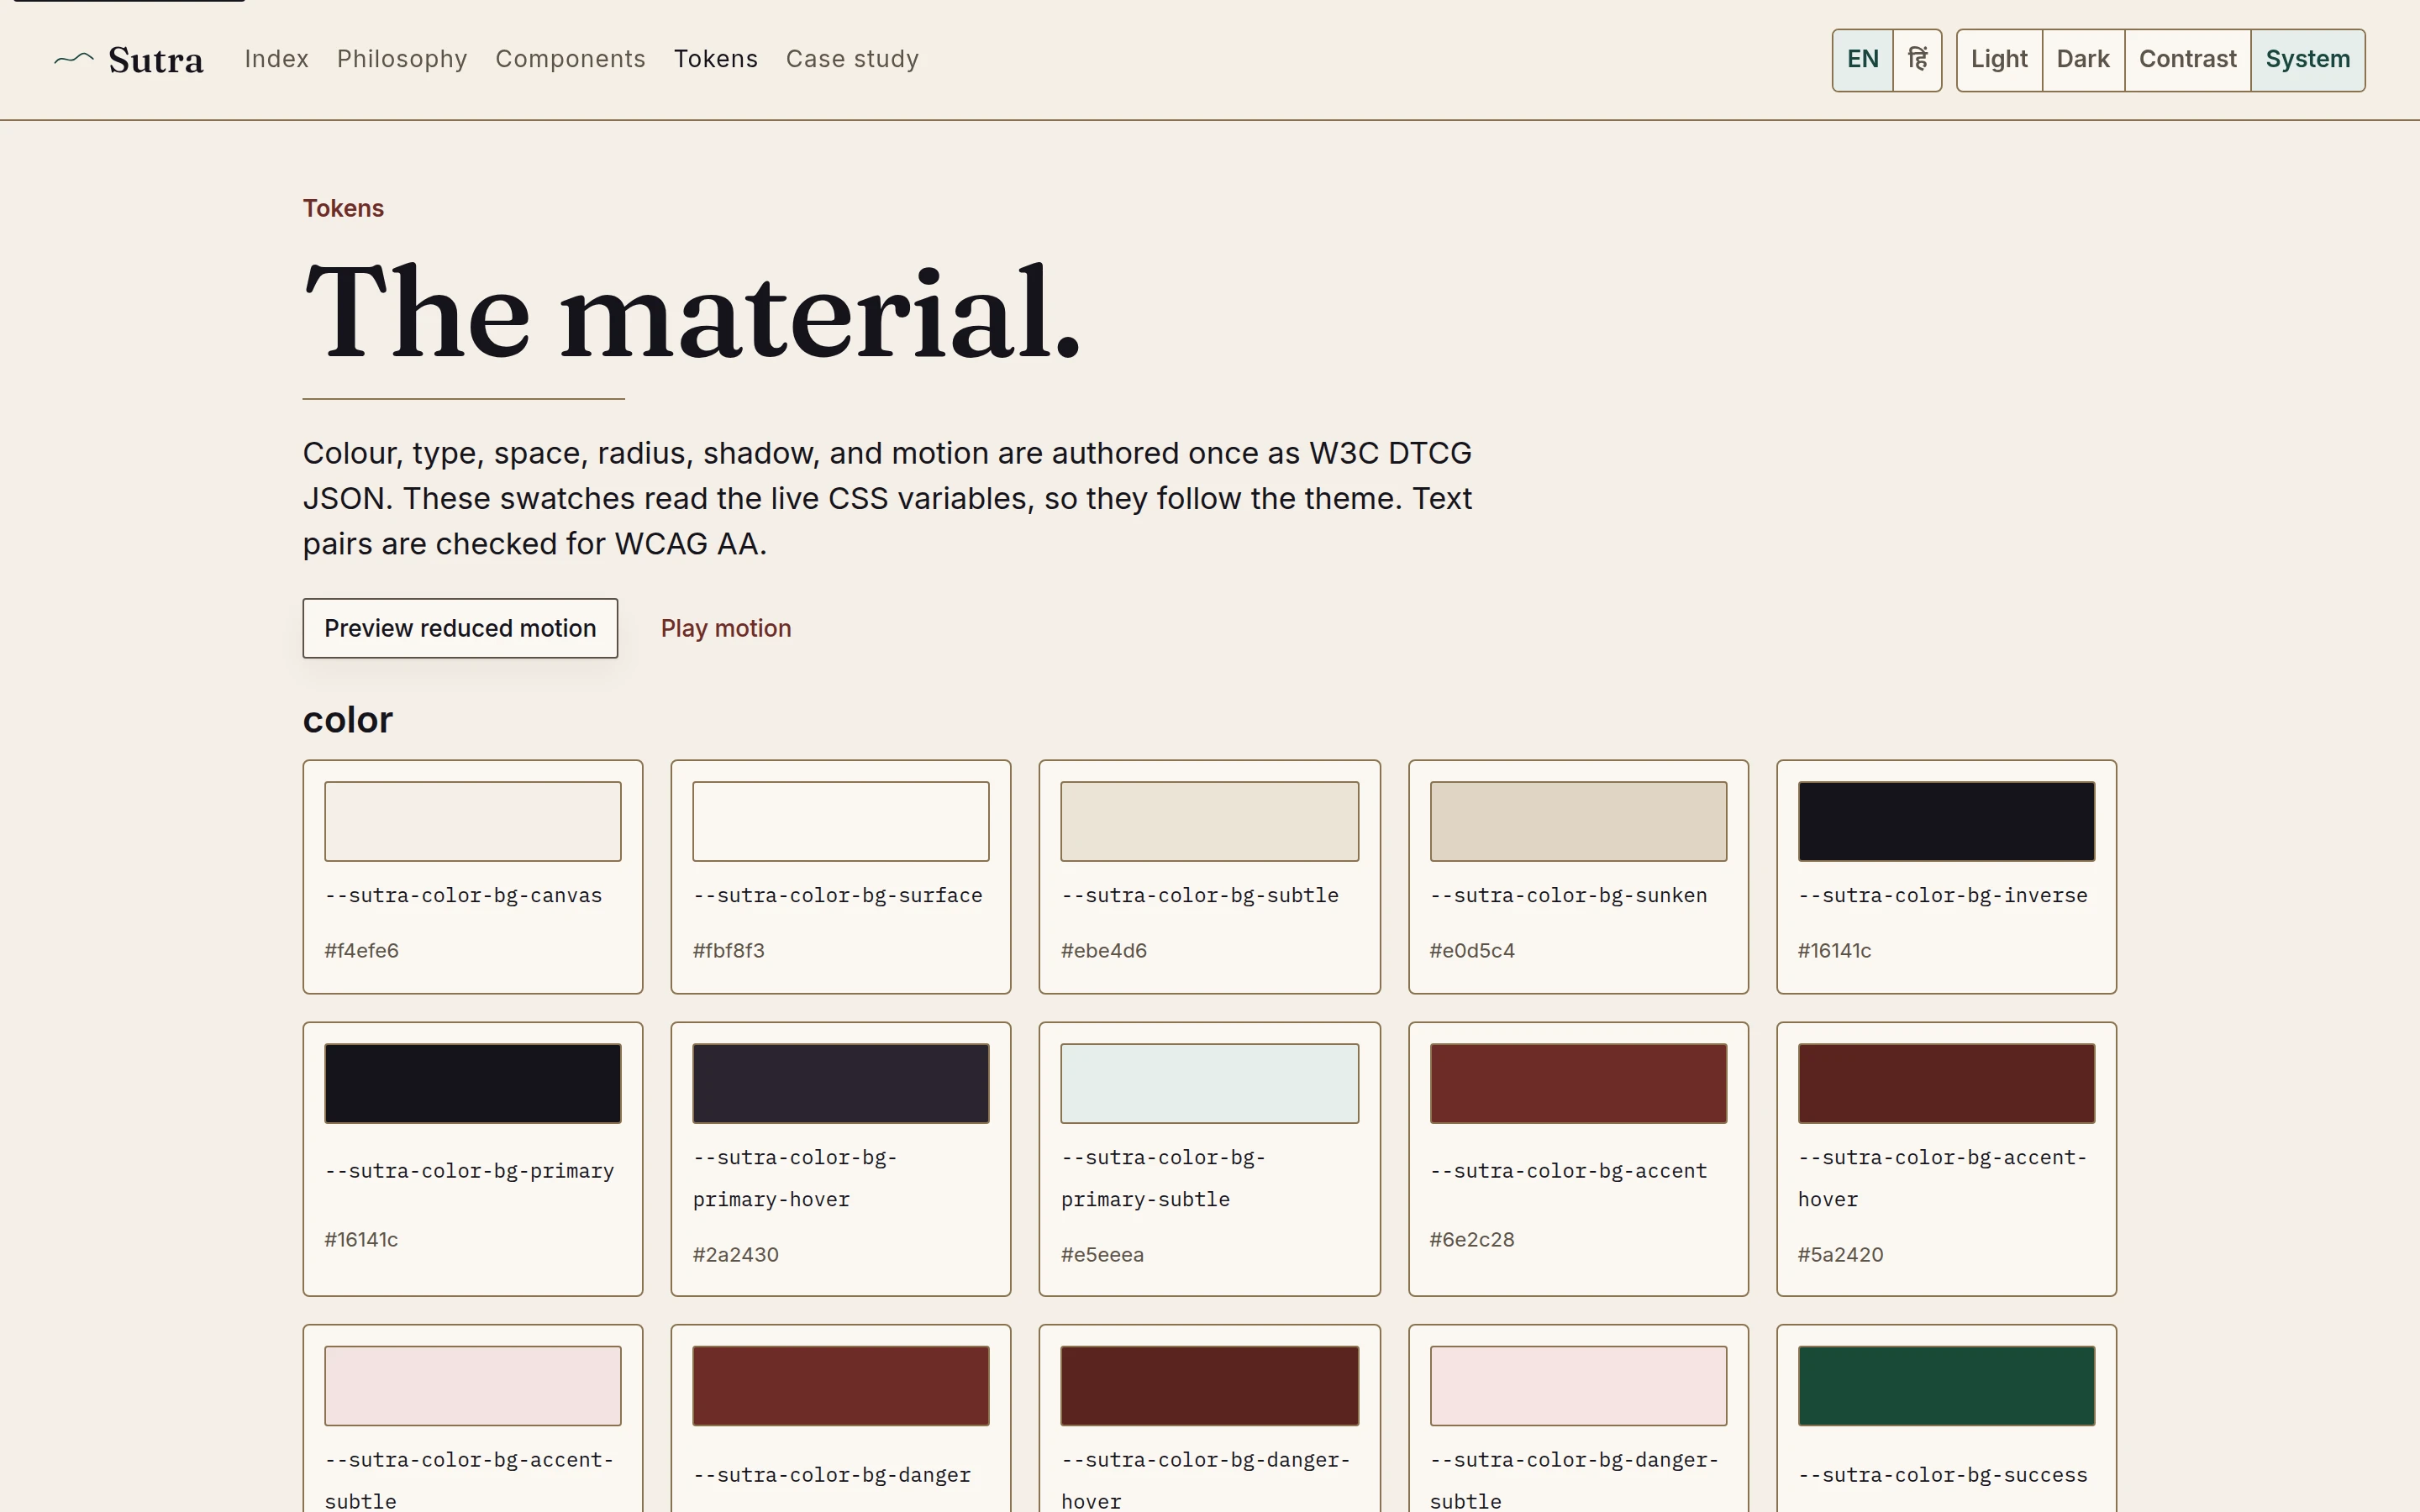 Sutra
Index Philosophy Components Tokens Case study
EN हिं Light Dark Contrast System
Tokens
The material.
Colour, type, space, radius, shadow, and motion are authored once as W3C DTCG
JSON. These swatches read the live CSS variables, so they follow the theme. Text
pairs are checked for WCAG AA.
Preview reduced motion Play motion
color
--sutra-color-bg-canvas
#f4efe6
--sutra-color-bg-surface
#fbf8f3
--sutra-color-bg-subtle
#ebe4d6
--sutra-color-bg-sunken
#e0d5c4
--sutra-color-bg-inverse
#16141c
--sutra-color-bg-primary
#16141c
--sutra-color-bg-
primary-hover
#2a2430
--sutra-color-bg-
primary-subtle
#e5eeea
--sutra-color-bg-accent
#6e2c28
--sutra-color-bg-accent-
hover
#5a2420
--sutra-color-bg-accent-
subtle
--sutra-color-bg-danger
--sutra-color-bg-danger-
hover
--sutra-color-bg-danger-
subtle
--sutra-color-bg-success